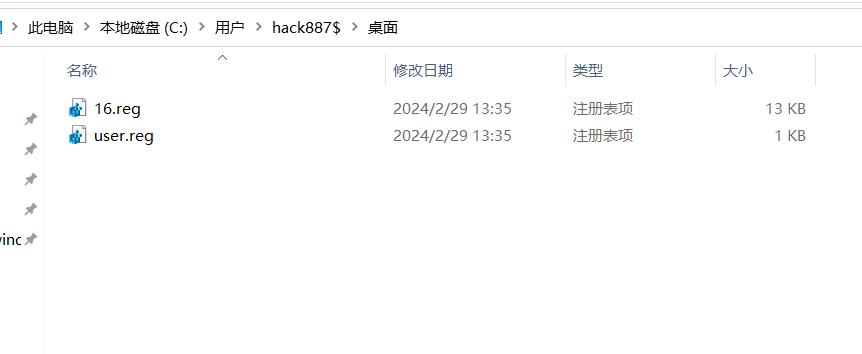 此电脑 > 本地磁盘 (C:) > 用户 > hack887$ > 桌面
名称 修改日期 类型 大小
16.reg 2024/2/29 13:35 注册表项 13 KB
user.reg 2024/2/29 13:35 注册表项 1 KB